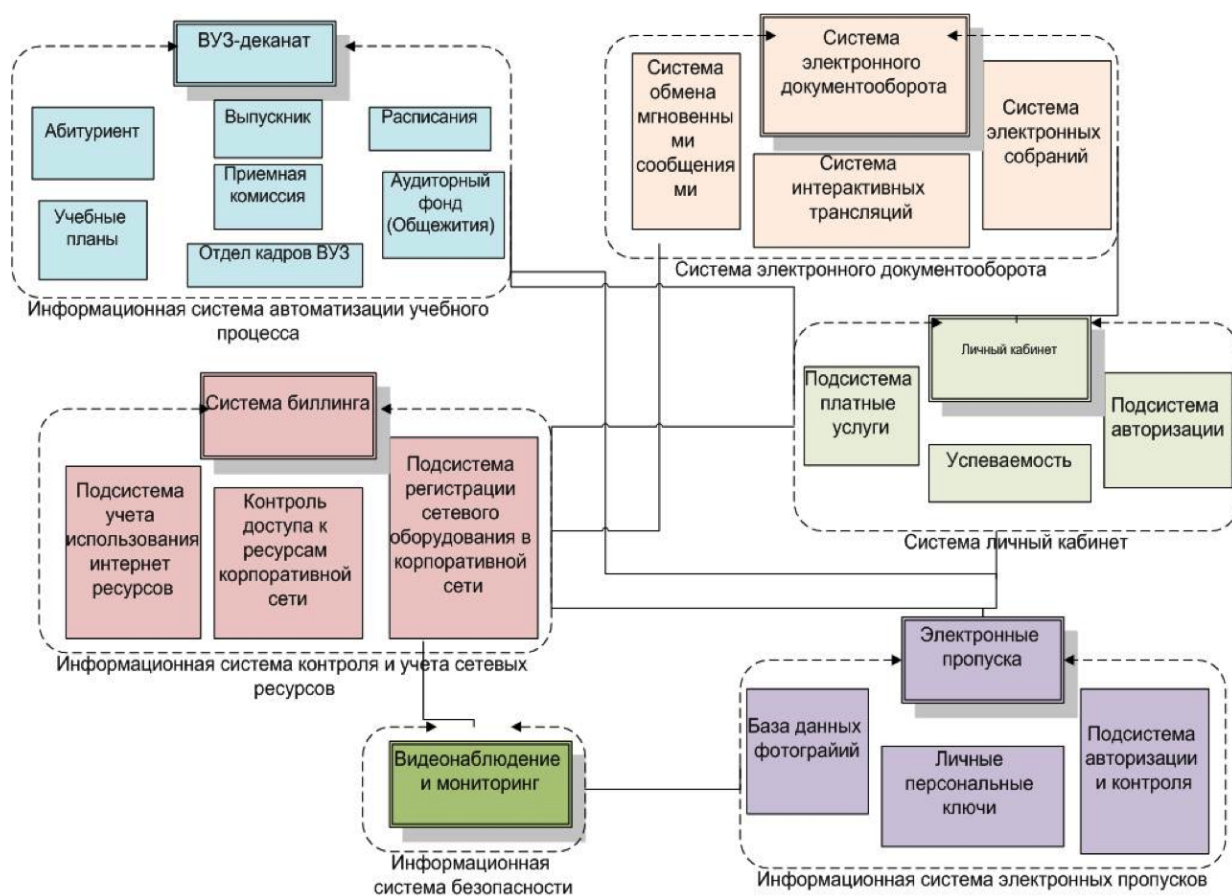 ВУЗ-деканат
Абитуриент
Выпускник
Расписания
Приемная
комиссия
Аудиторный
фонд
(Общежития)
Учебные
планы
Отдел кадров ВУЗ
Информационная система автоматизации учебного
процесса
Система
электронного
документооборота
Система
обмена
мгновенны
ми
сообщени
ями
Система
электронных
собраний
Система
интерактивных
трансляций
Система электронного документооборота
Личный кабинет
Подсистема
платные
услуги
Подсистема
авторизации
Успеваемость
Система личный кабинет
Система биллинга
Подсистема
учета
использования
интернет
ресурсов
Контроль
доступа к
ресурсам
корпоративной
сети
Подсистема
регистрации
сетевого
оборудования в
корпоративной
сети
Информационная система контроля и учета сетевых
ресурсов
Электронные
пропуска
База данных
фотограйий
Личные
персональные
ключи
Подсистема
авторизации
и контроля
Информационная система электронных пропусков
Видеонаблюдение
и мониторинг
Информационная
система безопасности